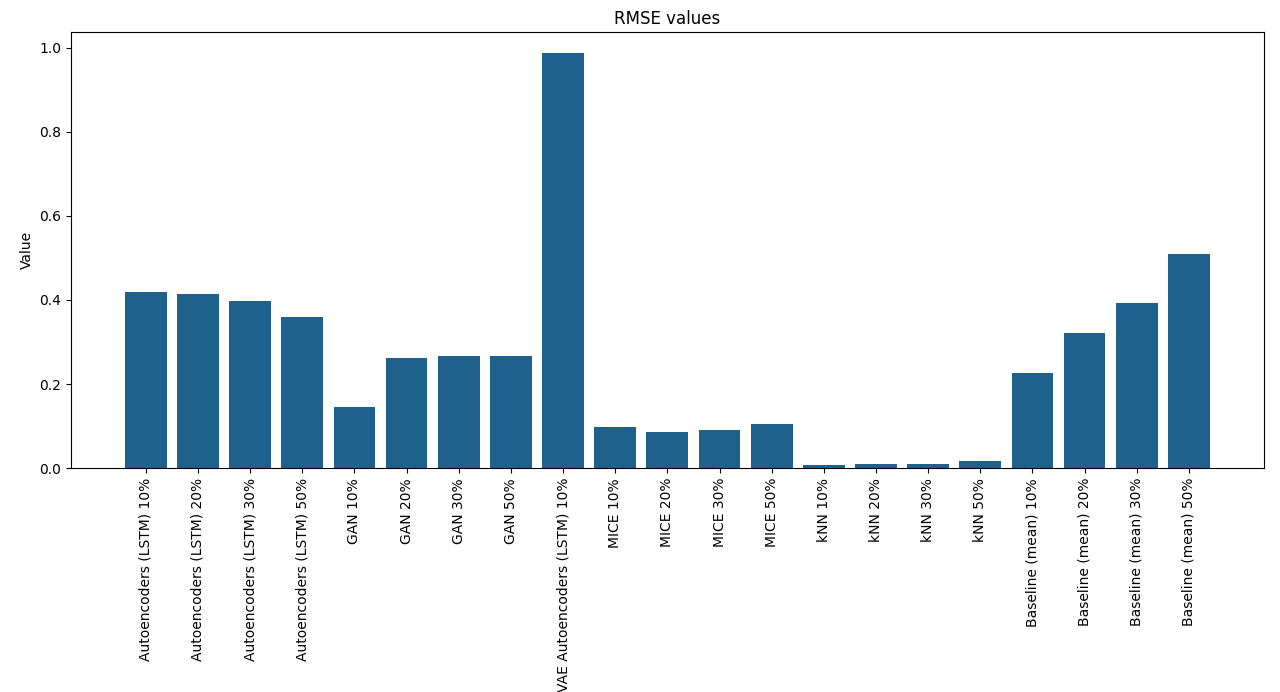 RMSE values
Value
1.0
0.8
0.6
0.4
0.2
0.0
Autoencoders (LSTM) 10%
Autoencoders (LSTM) 20%
Autoencoders (LSTM) 30%
Autoencoders (LSTM) 50%
GAN 10%
GAN 20%
GAN 30%
GAN 50%
VAE Autoencoders (LSTM) 10%
MICE 10%
MICE 20%
MICE 30%
MICE 50%
kNN 10%
kNN 20%
kNN 30%
kNN 50%
Baseline (mean) 10%
Baseline (mean) 20%
Baseline (mean) 30%
Baseline (mean) 50%